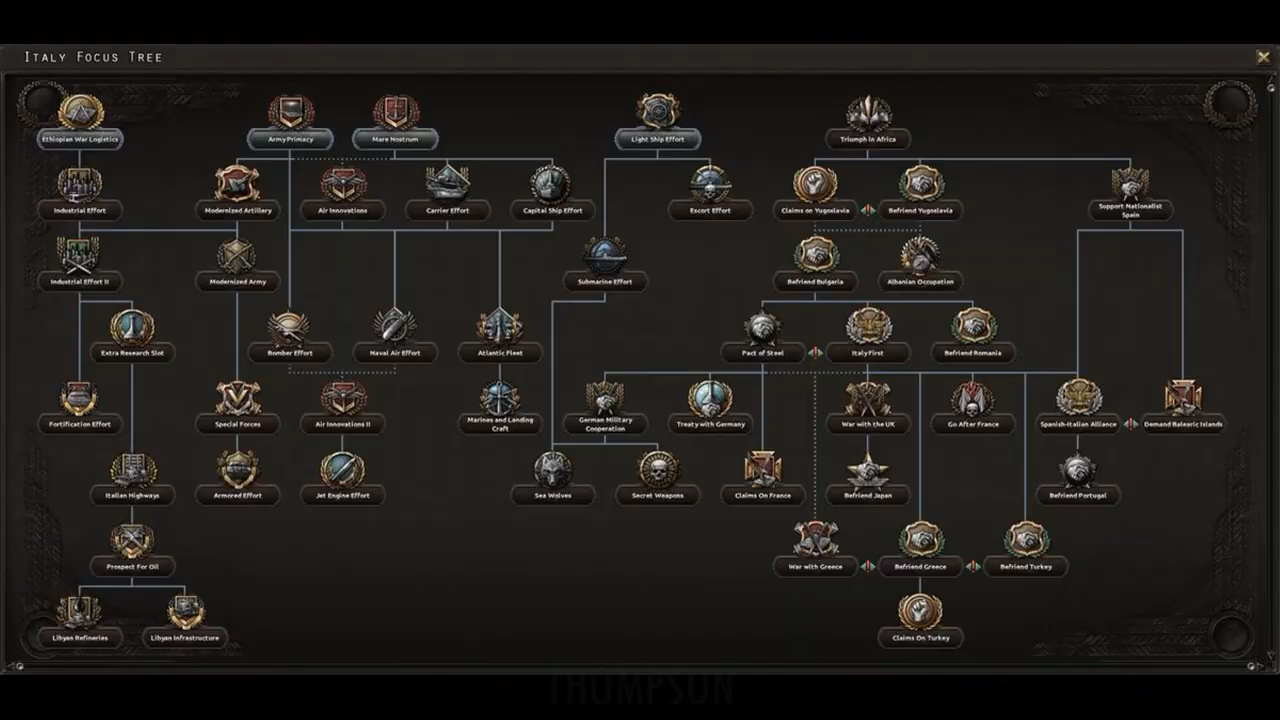 Italy Focus Tree
Ethiopian War Logistics
Army Primacy
Mare Nostrum
Light Ship Effort
Triumph in Africa
Industrial Effort
Modernized Artillery
Air Innovations
Carrier Effort
Capital Ship Effort
Escort Effort
Claims on Yugoslavia
Befriend Yugoslavia
Support Nationalist
Spain
Industrial Effort II
Modernized Army
Submarine Effort
Befriend Bulgaria
Albanian Occupation
Extra Research Slot
Bomber Effort
Naval Air Effort
Atlantic Fleet
Pact of Steel
Italy First
Befriend Romania
Fortification Effort
Special Forces
Air Innovations II
Marines and Landing
Craft
German Military
Cooperation
Treaty with Germany
War with the UK
Go After France
Spanish-Italian Alliance
Demand Balearic Islands
Italian Highways
Armored Effort
Jet Engine Effort
Sea Wolves
Secret Weapons
Claims On France
Befriend Japan
Befriend Portugal
Prospect For Oil
War with Greece
Befriend Greece
Befriend Turkey
Libyan Refineries
Libyan Infrastructure
Claims On Turkey
THOMPSON